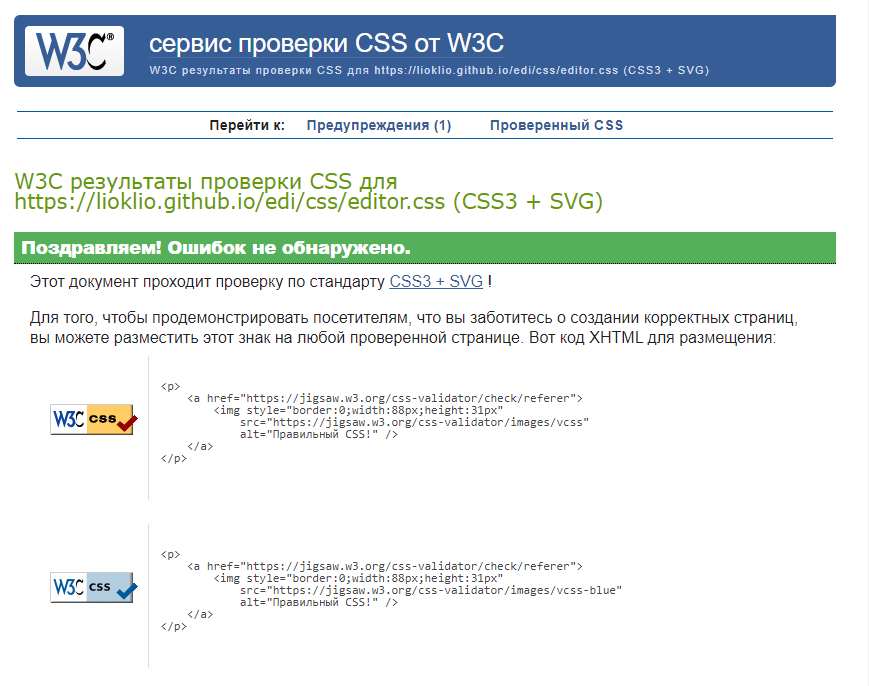 W3C® сервис проверки CSS от W3C
W3C результаты проверки CSS для https://lioklio.github.io/edi/css/editor.css (CSS3 + SVG)
Перейти к: Предупреждения (1) Проверенный CSS
W3C результаты проверки CSS для
https://lioklio.github.io/edi/css/editor.css (CSS3 + SVG)
Поздравляем! Ошибок не обнаружено.
Этот документ проходит проверку по стандарту CSS3 + SVG !
Для того, чтобы продемонстрировать посетителям, что вы заботитесь о создании корректных страниц,
вы можете разместить этот знак на любой проверенной странице. Вот код XHTML для размещения:
W3C css
<p>
<a href="https://jigsaw.w3.org/css-validator/check/referer">
<img style="border:0;width:88px;height:31px"
src="https://jigsaw.w3.org/css-validator/images/vcss"
alt="Правильный CSS!" />
</a>
</p>
W3C css
<p>
<a href="https://jigsaw.w3.org/css-validator/check/referer">
<img style="border:0;width:88px;height:31px"
src="https://jigsaw.w3.org/css-validator/images/vcss-blue"
alt="Правильный CSS!" />
</a>
</p>